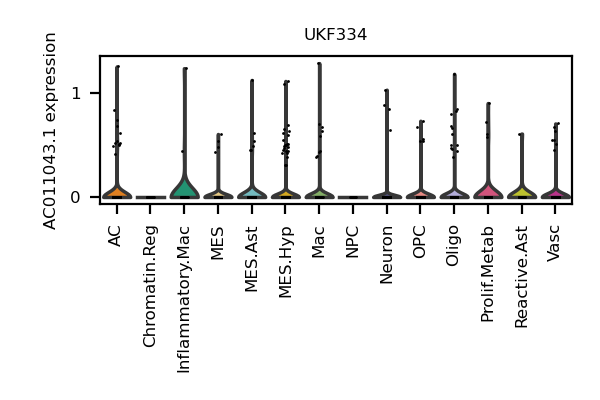 UKF334
AC011043.1 expression
1
0
AC
Chromatin.Reg
Inflammatory.Mac
MES
MES.Ast
MES.Hyp
Mac
NPC
Neuron
OPC
Oligo
Prolif.Metab
Reactive.Ast
Vasc